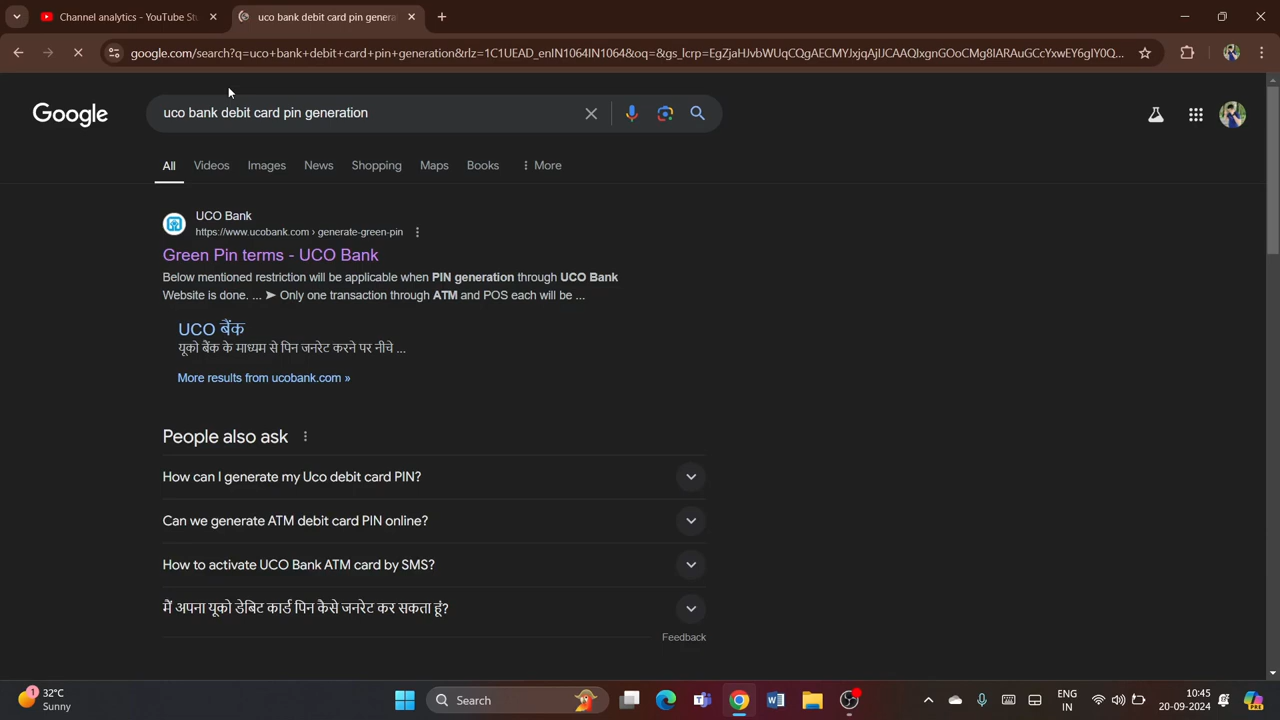 Channel analytics - YouTube Stu
uco bank debit card pin genera
google.com/search?q=uco+bank+debit+card+pin+generation&rlz=1C1UEAD_enIN1064IN1064&oq=&gs_lcrp=EgZjaHJvbWUqCQgAECMYJxjqAjIJCAAQIxgnGOoCMg8IARAuGCcYxwEY6gIY0Q...
Google
uco bank debit card pin generation
All Videos Images News Shopping Maps Books More
UCO Bank
https://www.ucobank.com › generate-green-pin
Green Pin terms - UCO Bank
Below mentioned restriction will be applicable when PIN generation through UCO Bank
Website is done. ... ➤ Only one transaction through ATM and POS each will be ...
UCO बैंक
यूको बैंक के माध्यम से पिन जनरेट करने पर नीचे ...
More results from ucobank.com »
People also ask
How can I generate my Uco debit card PIN?
Can we generate ATM debit card PIN online?
How to activate UCO Bank ATM card by SMS?
मैं अपना यूको डेबिट कार्ड पिन कैसे जनरेट कर सकता हूं?
Feedback
1
32°C
Sunny
Search
ENG
IN
10:45
20-09-2024